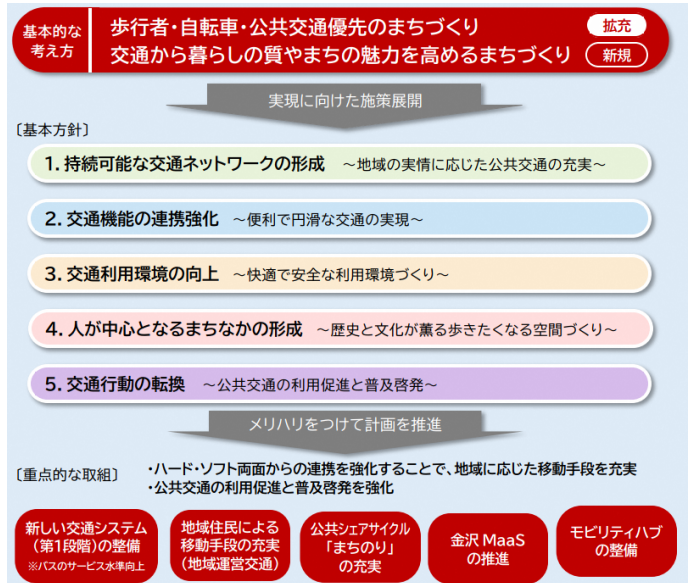 基本的な
考え方
歩行者・自転車・公共交通優先のまちづくり
拡充
交通から暮らしの質やまちの魅力を高めるまちづくり
新規
実現に向けた施策展開
〔基本方針〕
1. 持続可能な交通ネットワークの形成 ～地域の実情に応じた公共交通の充実～
2. 交通機能の連携強化 ～便利で円滑な交通の実現～
3. 交通利用環境の向上 ～快適で安全な利用環境づくり～
4. 人が中心となるまちなかの形成 ～歴史と文化が薫る歩きたくなる空間づくり～
5. 交通行動の転換 ～公共交通の利用促進と普及啓発～
メリハリをつけて計画を推進
〔重点的な取組〕
・ハード・ソフト両面からの連携を強化することで、地域に応じた移動手段を充実
・公共交通の利用促進と普及啓発を強化
新しい交通システム
（第1段階）の整備
※バスのサービス水準向上
地域住民による
移動手段の充実
（地域運営交通）
公共シェアサイクル
「まちのり」
の充実
金沢 MaaS
の推進
モビリティハブ
の整備